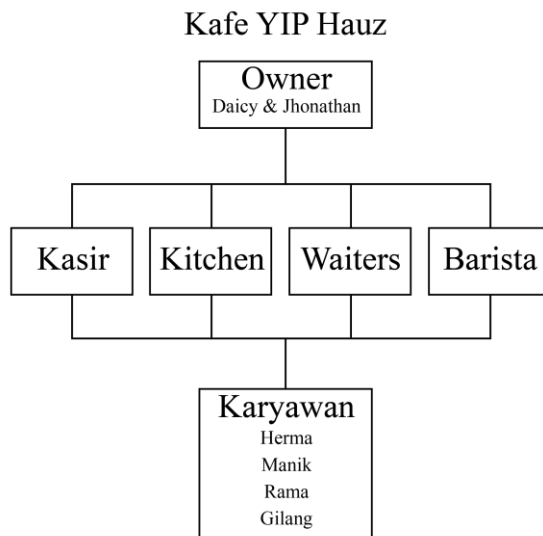 Kafe YIP Hauz
Owner
Daicy & Jhonathan
Kasir
Kitchen
Waiters
Barista
Karyawan
Herma
Manik
Rama
Gilang